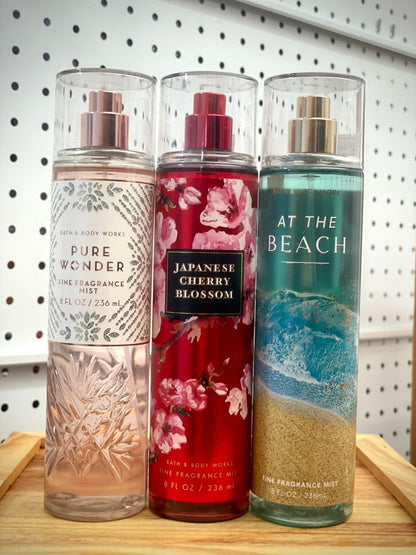 BATH & BODY WORKS
PURE
WONDER
FINE FRAGRANCE
MIST
8 FL OZ / 236 mL
JAPANESE
CHERRY
BLOSSOM
BATH & BODY WORKS
FINE FRAGRANCE MIST
8 FL OZ / 236 mL
BATH & BODY WORKS
AT THE
BEACH
FINE FRAGRANCE MIST
8 FL OZ / 236mL